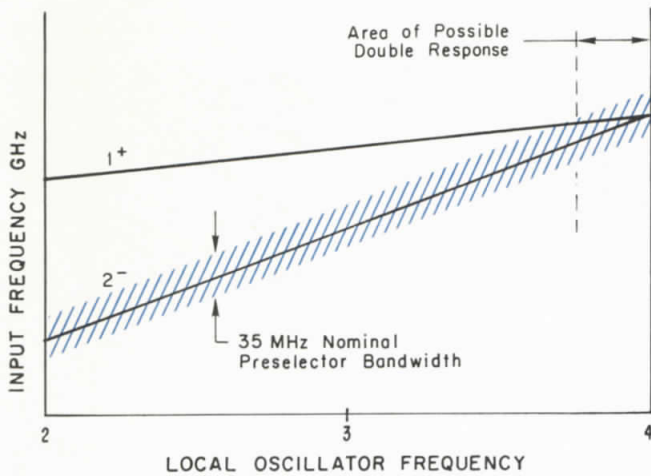 Area of Possible
Double Response
INPUT FREQUENCY GHz
1+
2-
35 MHz Nominal
Preselector Bandwidth
2
3
4
LOCAL OSCILLATOR FREQUENCY